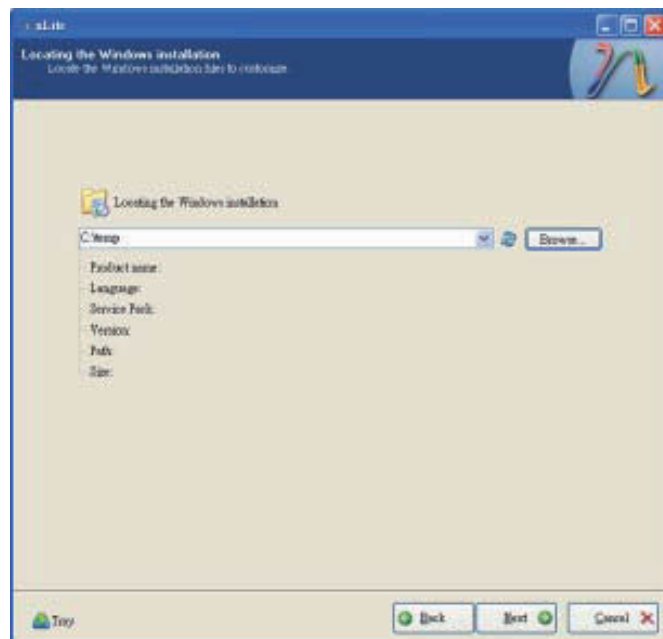 nLite
Locating the Windows installation
Locate the Windows installation files to customize
Locating the Windows installation
C:\temp
Browse...
Product name:
Language:
Service Pack:
Version:
Path:
Size:
Tray
Back
Next
Cancel